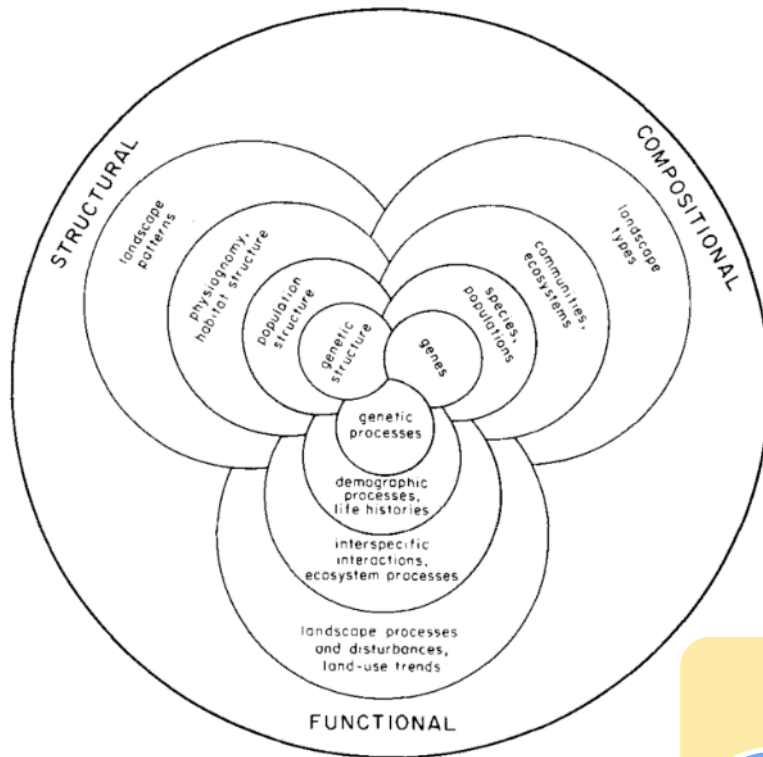 STRUCTURAL
landscape
patterns
physiognomy,
habitat structure
population
structure
genetic
structure
COMPOSITIONAL
landscape
types
communities,
ecosystems
species,
populations
genes
genetic
processes
demographic
processes,
life histories
interspecific
interactions,
ecosystem processes
landscape processes
and disturbances,
land-use trends
FUNCTIONAL